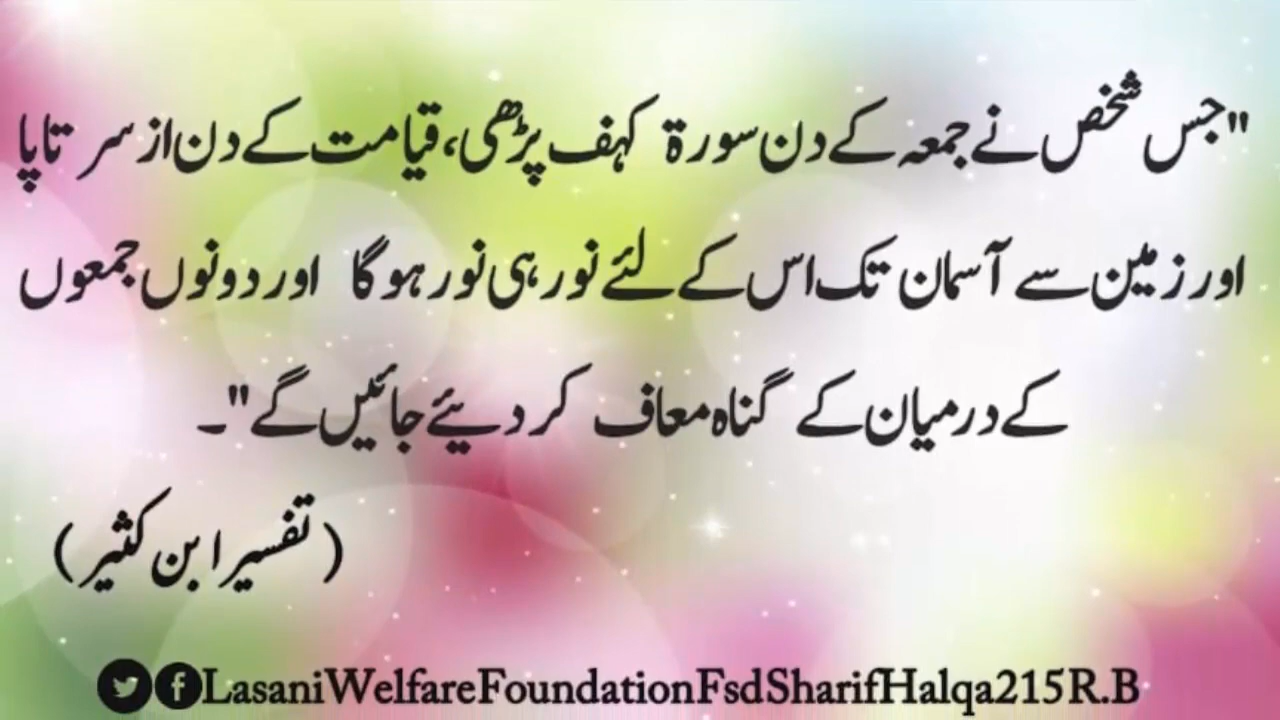 "جس شخص نے جمعہ کے دن سورۃ کہف پڑھی، قیامت کے دن از سر تا پا
اور زمین سے آسمان تک اس کے لئے نور ہی نور ہو گا اور دونوں جمعوں
کے درمیان کے گناہ معاف کر دیئے جائیں گے"۔
(تفسیر ابن کثیر)
LasaniWelfareFoundationFsdSharifHalqa215R.B